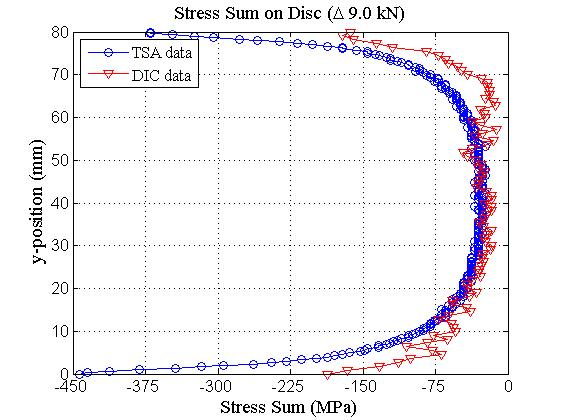 Stress Sum on Disc (Δ 9.0 kN)
TSA data
DIC data
y-position (mm)
80
70
60
50
40
30
20
10
0
-450 -375 -300 -225 -150 -75 0
Stress Sum (MPa)